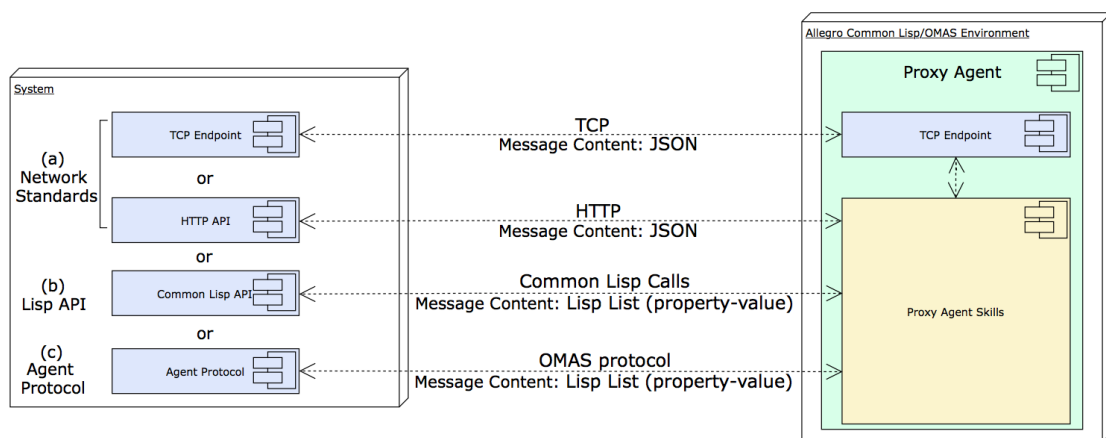 Allegro Common Lisp/OMAS Environment
Proxy Agent
System
TCP Endpoint
TCP
Message Content: JSON
TCP Endpoint
(a)
Network
Standards
or
HTTP API
HTTP
Message Content: JSON
or
(b)
Lisp API
Common Lisp API
Common Lisp Calls
Message Content: Lisp List (property-value)
Proxy Agent Skills
or
(c)
Agent
Protocol
Agent Protocol
OMAS protocol
Message Content: Lisp List (property-value)